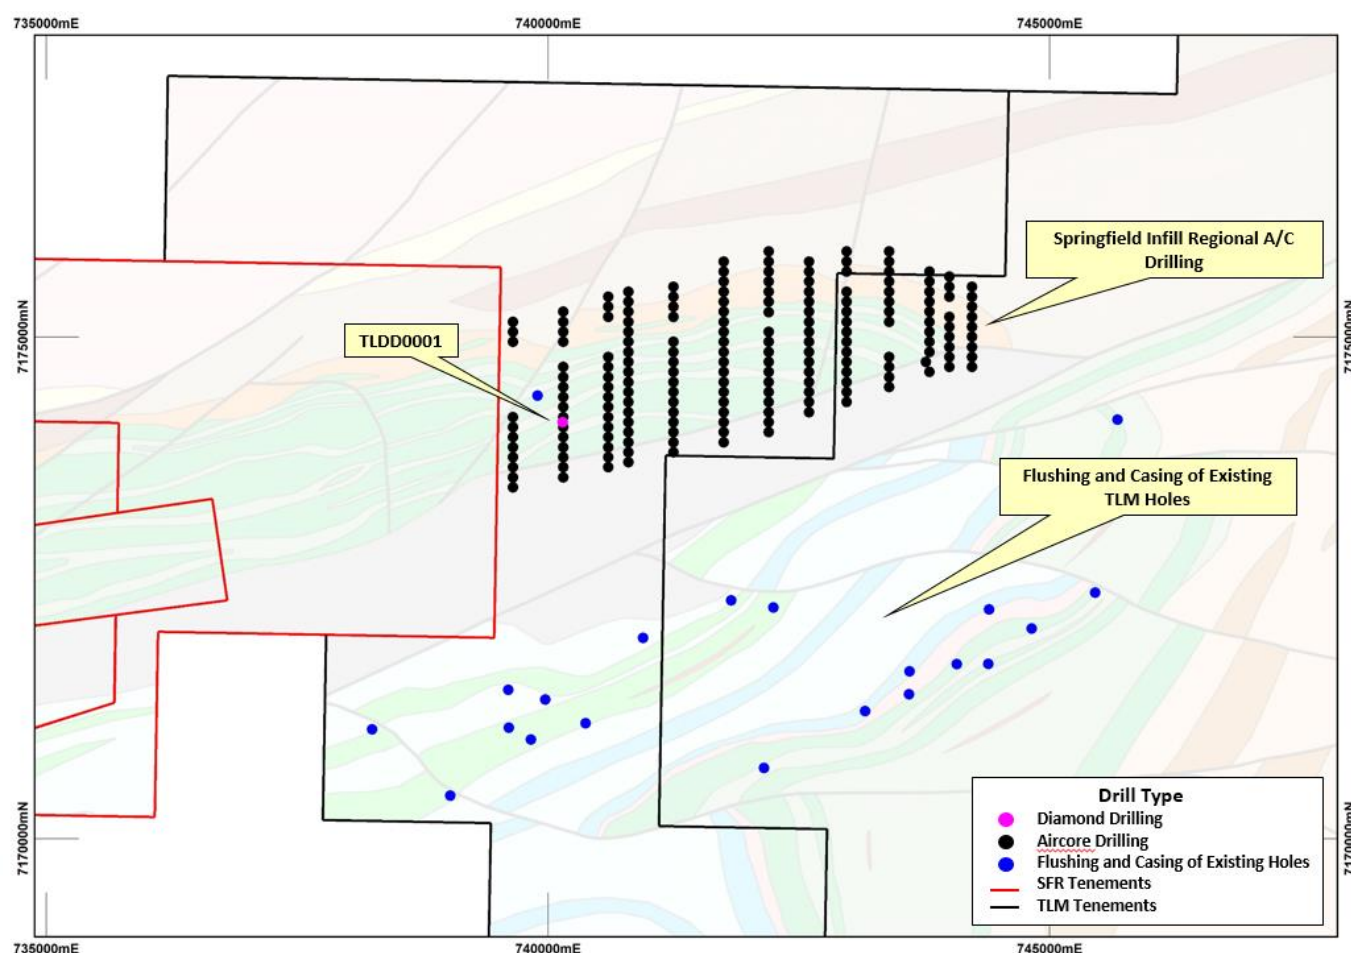 735000mE
740000mE
745000mE
Springfield Infill Regional A/C
Drilling
7175000mN
7175000mN
TLDD0001
Flushing and Casing of Existing
TLM Holes
Drill Type
Diamond Drilling
Aircore Drilling
Flushing and Casing of Existing Holes
SFR Tenements
TLM Tenements
7170000mN
7170000mN
735000mE
740000mE
745000mE